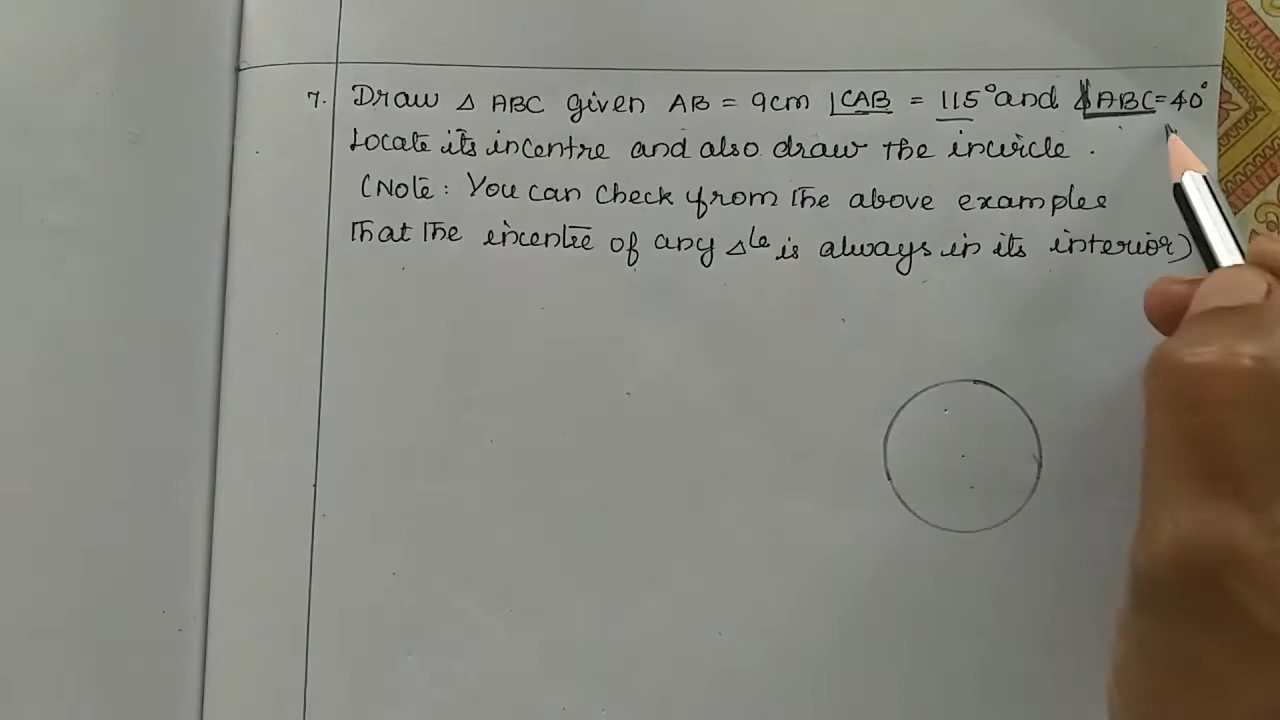 7. Draw △ ABC given AB = 9cm ∠CAB = 115° and ∠ABC = 40°
Locate its incentre and also draw the incircle.
(Note: You can check from the above examples
that the incentre of any △le is always in its interior)